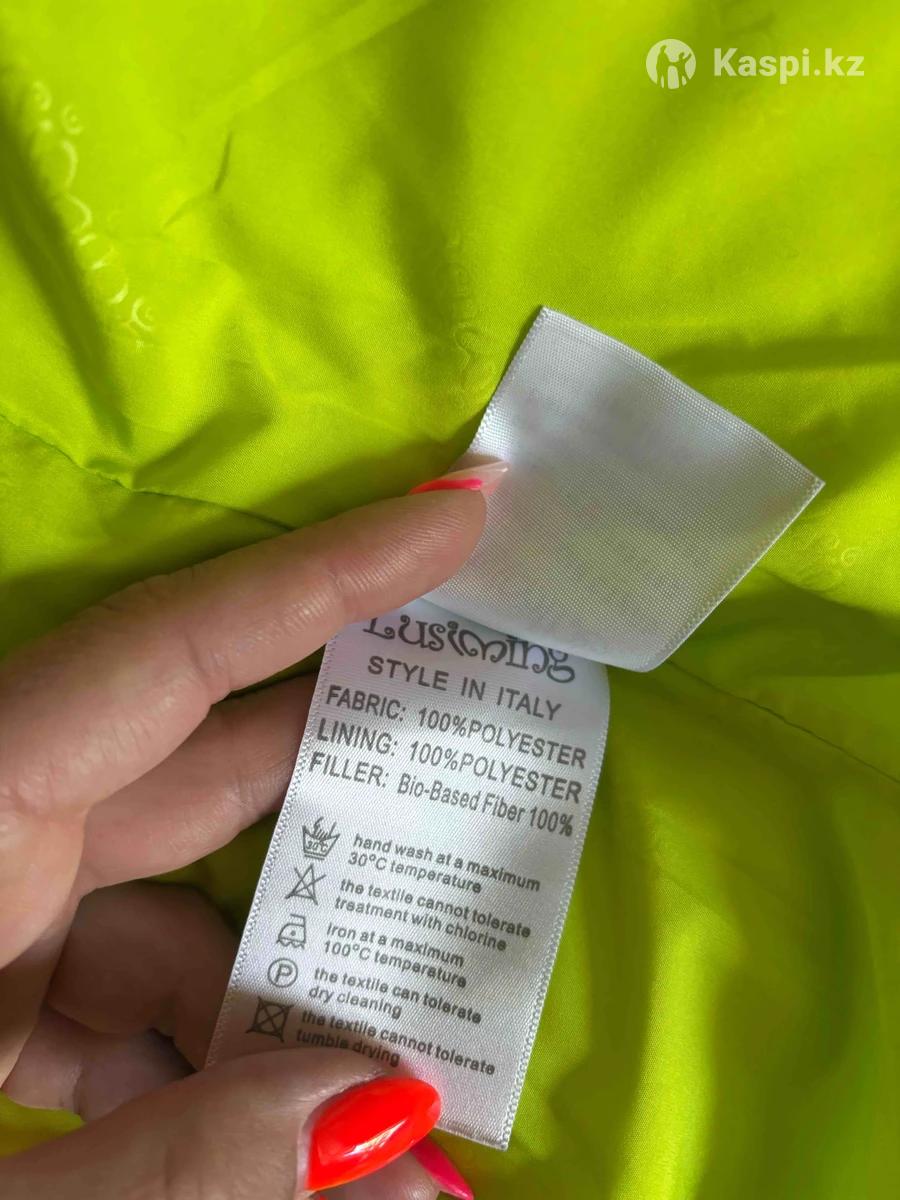 Kaspi.kz
Lusiming
STYLE IN ITALY
FABRIC: 100%POLYESTER
LINING: 100%POLYESTER
FILLER: Bio-Based Fiber 100%
30°C
hand wash at a maximum
30°C temperature
the textile cannot tolerate
treatment with chlorine
Iron at a maximum
100°C temperature
P
the textile can tolerate
dry cleaning
the textile cannot tolerate
tumble drying